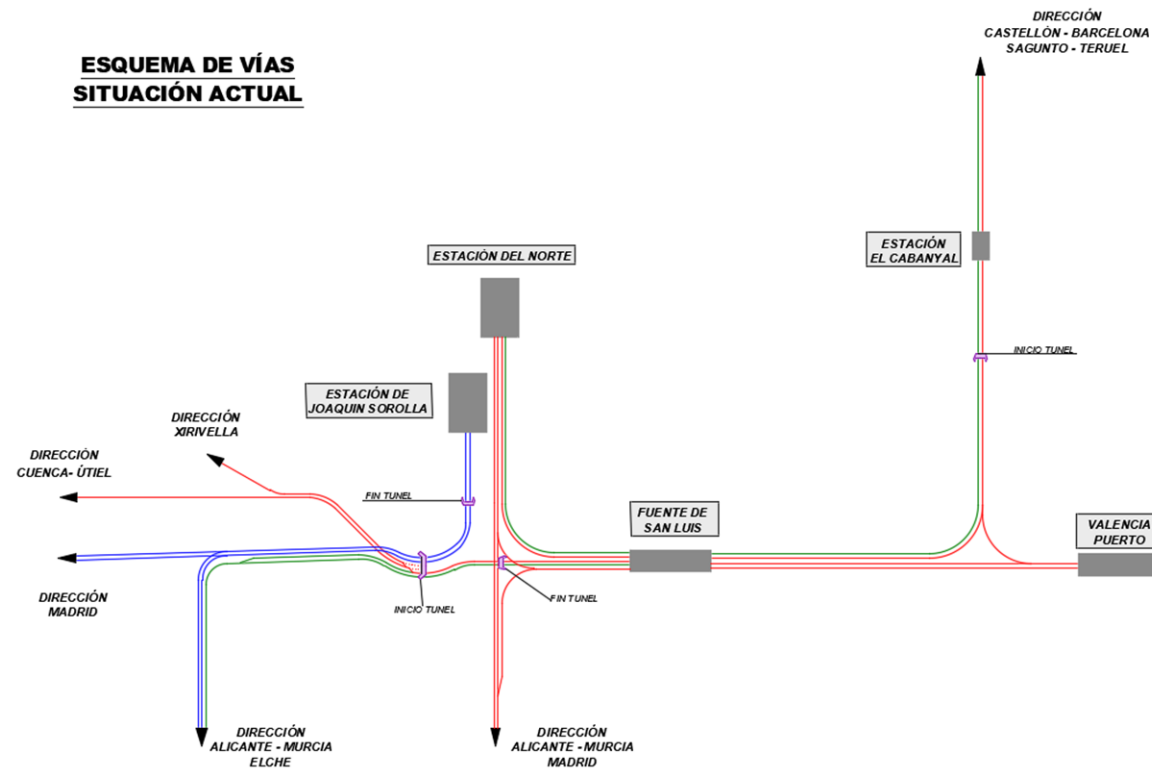 ESQUEMA DE VÍAS
SITUACIÓN ACTUAL
DIRECCIÓN
CASTELLÓN - BARCELONA
SAGUNTO - TERUEL
ESTACIÓN DEL NORTE
ESTACIÓN
EL CABANYAL
INICIO TUNEL
ESTACIÓN DE
JOAQUIN SOROLLA
DIRECCIÓN
XIRIVELLA
DIRECCIÓN
CUENCA- ÚTIEL
FIN TUNEL
FUENTE DE
SAN LUIS
VALENCIA
PUERTO
DIRECCIÓN
MADRID
INICIO TUNEL
FIN TUNEL
DIRECCIÓN
ALICANTE - MURCIA
ELCHE
DIRECCIÓN
ALICANTE - MURCIA
MADRID